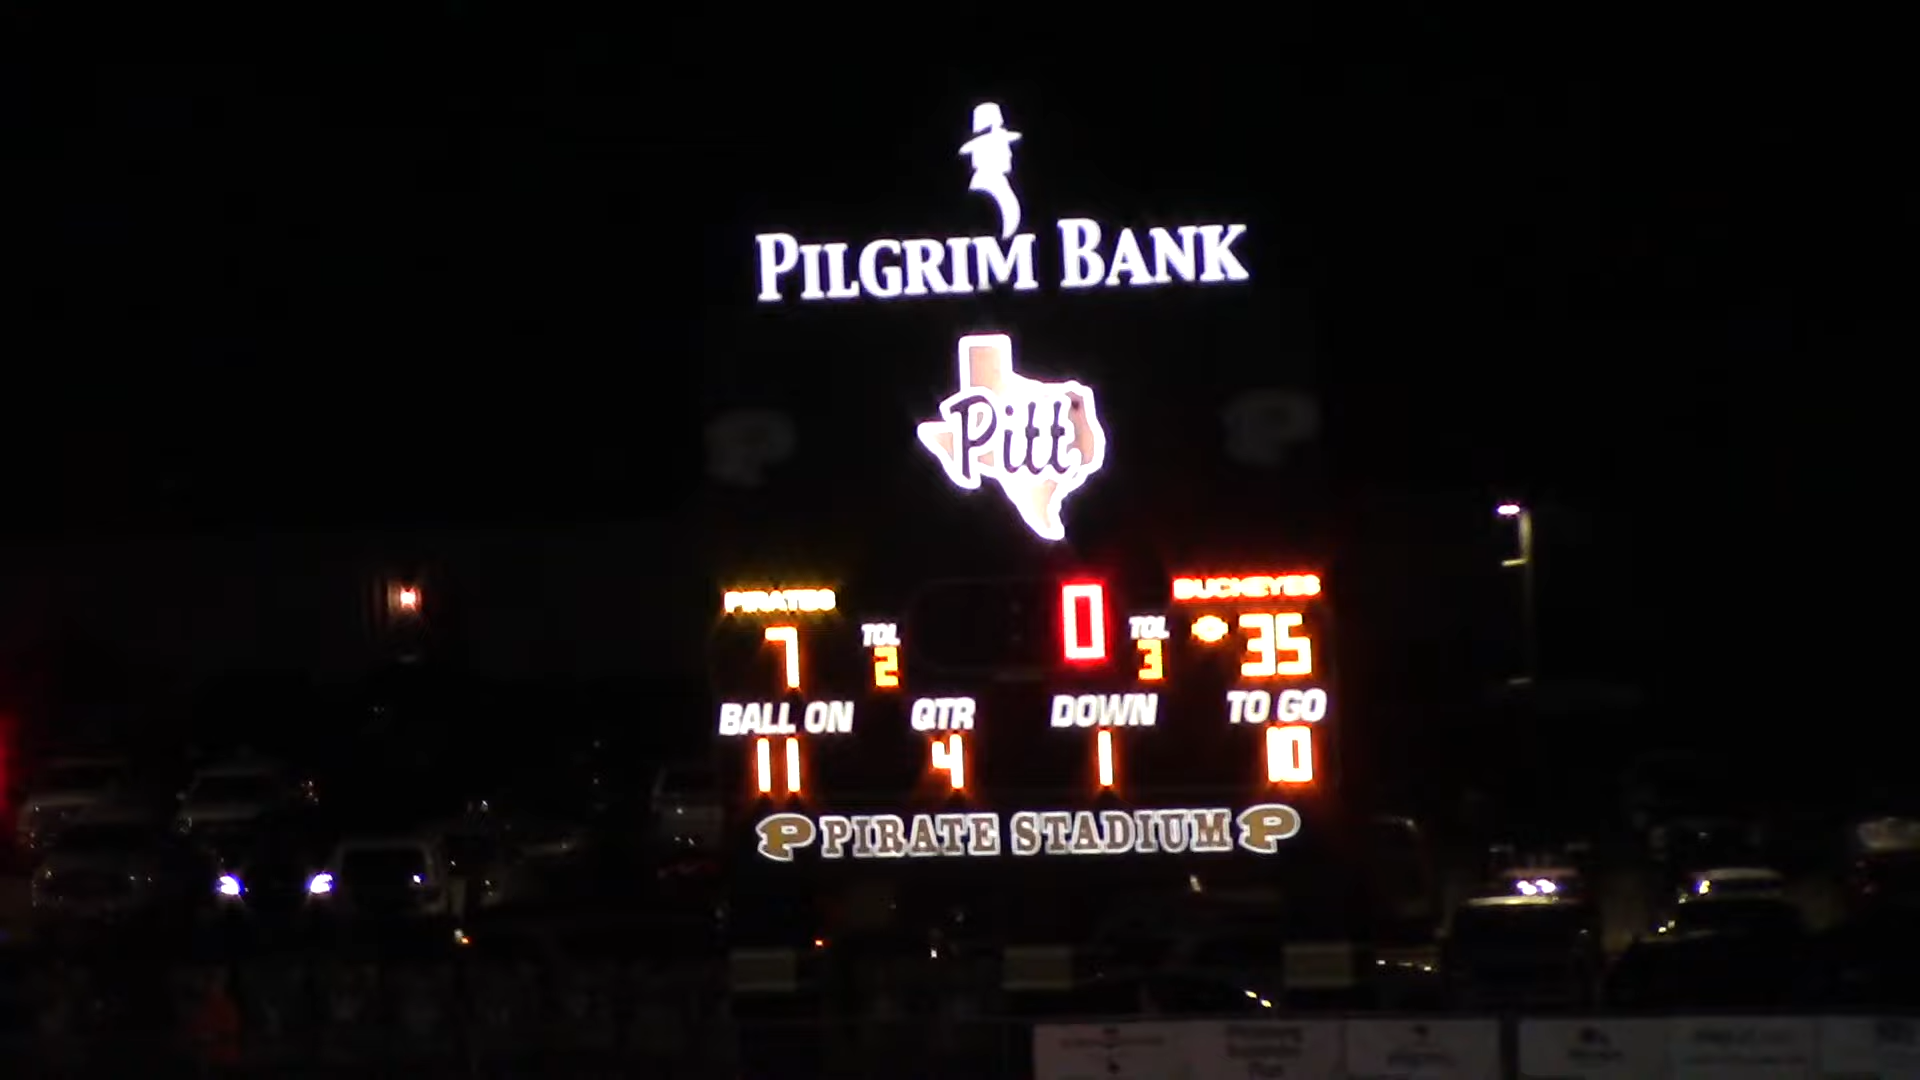 PILGRIM BANK
Pitt
PIRATES 0 BUCKEYES
7 TOL 2 TOL 3 35
BALL ON QTR DOWN TO GO
11 4 1 10
P PIRATE STADIUM P